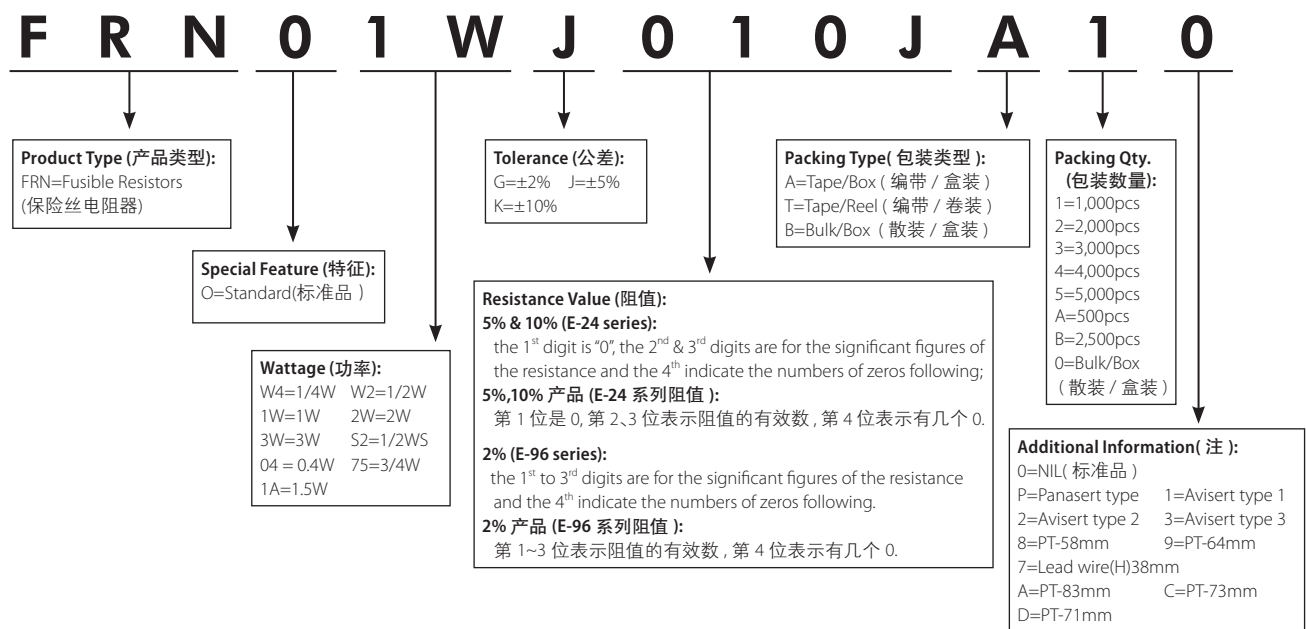 F R N 0 1 W J 0 1 0 J A 1 0
Product Type (产品类型):
FRN=Fusible Resistors
(保险丝电阻器)
Special Feature (特征):
O=Standard(标准品 )
Wattage (功率):
W4=1/4W W2=1/2W
1W=1W 2W=2W
3W=3W S2=1/2WS
04 = 0.4W 75=3/4W
1A=1.5W
Tolerance (公差):
G=±2% J=±5%
K=±10%
Resistance Value (阻值):
5% & 10% (E-24 series):
the 1st digit is "0", the 2nd & 3rd digits are for the significant figures of
the resistance and the 4th indicate the numbers of zeros following;
5%,10% 产品 (E-24 系列阻值 ):
第 1 位是 0, 第 2、3 位表示阻值的有效数 , 第 4 位表示有几个 0.
2% (E-96 series):
the 1st to 3rd digits are for the significant figures of the resistance
and the 4th indicate the numbers of zeros following.
2% 产品 (E-96 系列阻值 ):
第 1~3 位表示阻值的有效数 , 第 4 位表示有几个 0.
Packing Type( 包装类型 ):
A=Tape/Box ( 编带 / 盒装 )
T=Tape/Reel ( 编带 / 卷装 )
B=Bulk/Box ( 散装 / 盒装 )
Packing Qty.
(包装数量):
1=1,000pcs
2=2,000pcs
3=3,000pcs
4=4,000pcs
5=5,000pcs
A=500pcs
B=2,500pcs
0=Bulk/Box
( 散装 / 盒装 )
Additional Information( 注 ):
0=NIL( 标准品 )
P=Panasert type 1=Avisert type 1
2=Avisert type 2 3=Avisert type 3
8=PT-58mm 9=PT-64mm
7=Lead wire(H)38mm
A=PT-83mm C=PT-73mm
D=PT-71mm